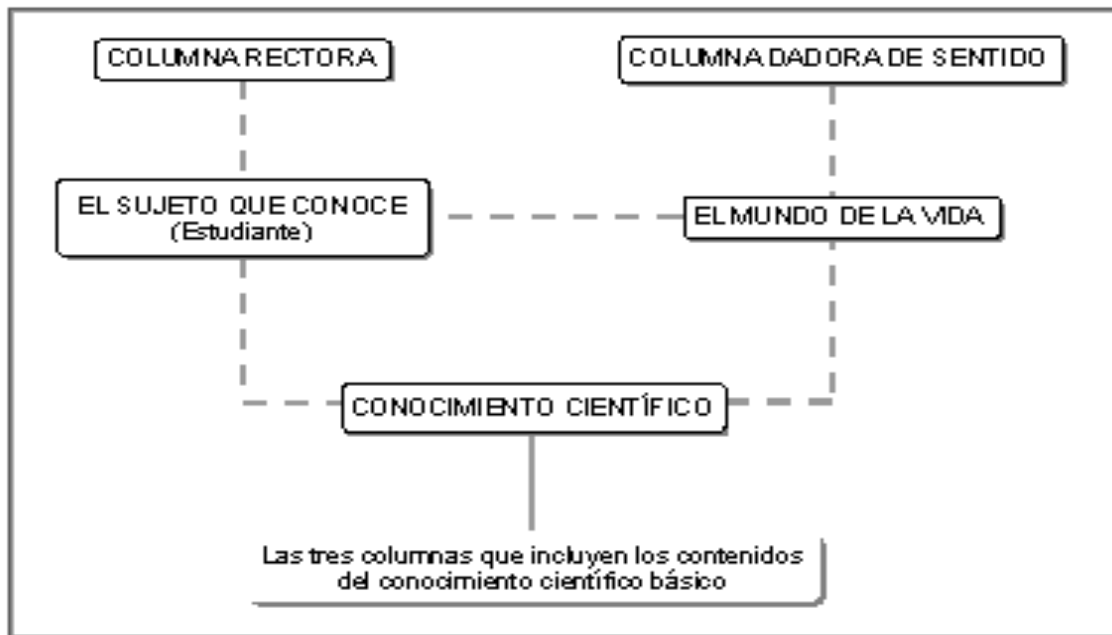 COLUMNA RECTORA
COLUMNA DADORA DE SENTIDO
EL SUJETO QUE CONOCE
(Estudiante)
EL MUNDO DE LA VIDA
CONOCIMIENTO CIENTÍFICO
Las tres columnas que incluyen los contenidos
del conocimiento científico básico